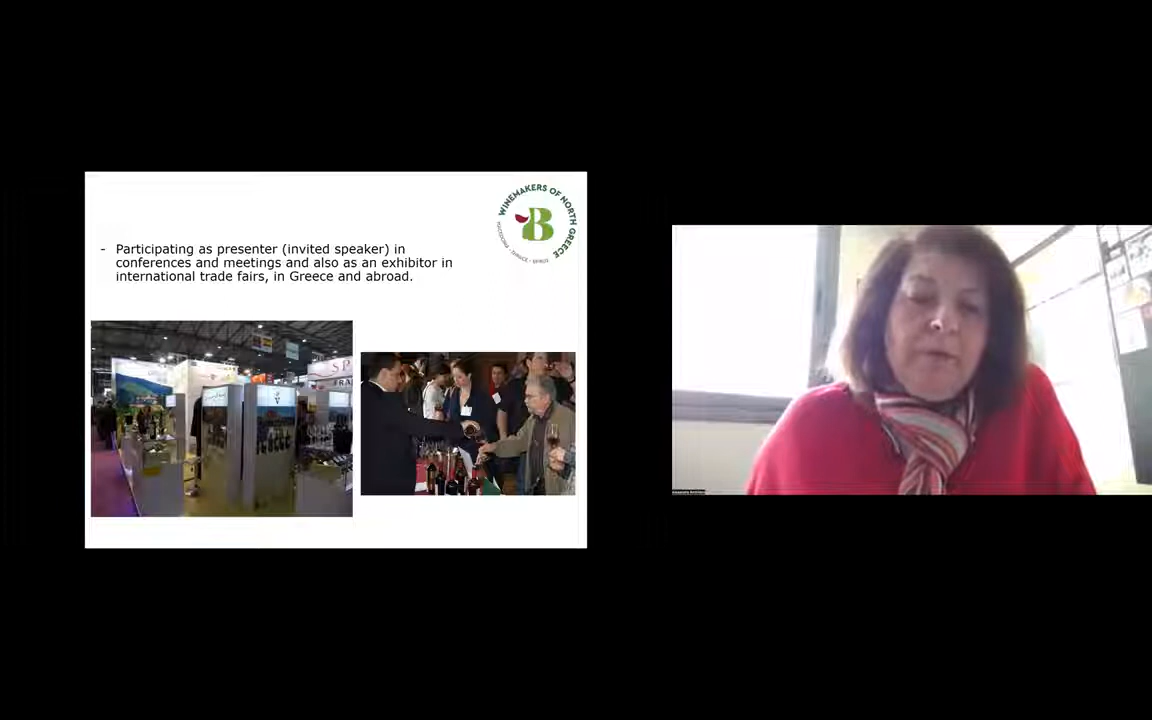 WINEMAKERS OF NORTH GREECE
B
- Participating as presenter (invited speaker) in
conferences and meetings and also as an exhibitor in
international trade fairs, in Greece and abroad.